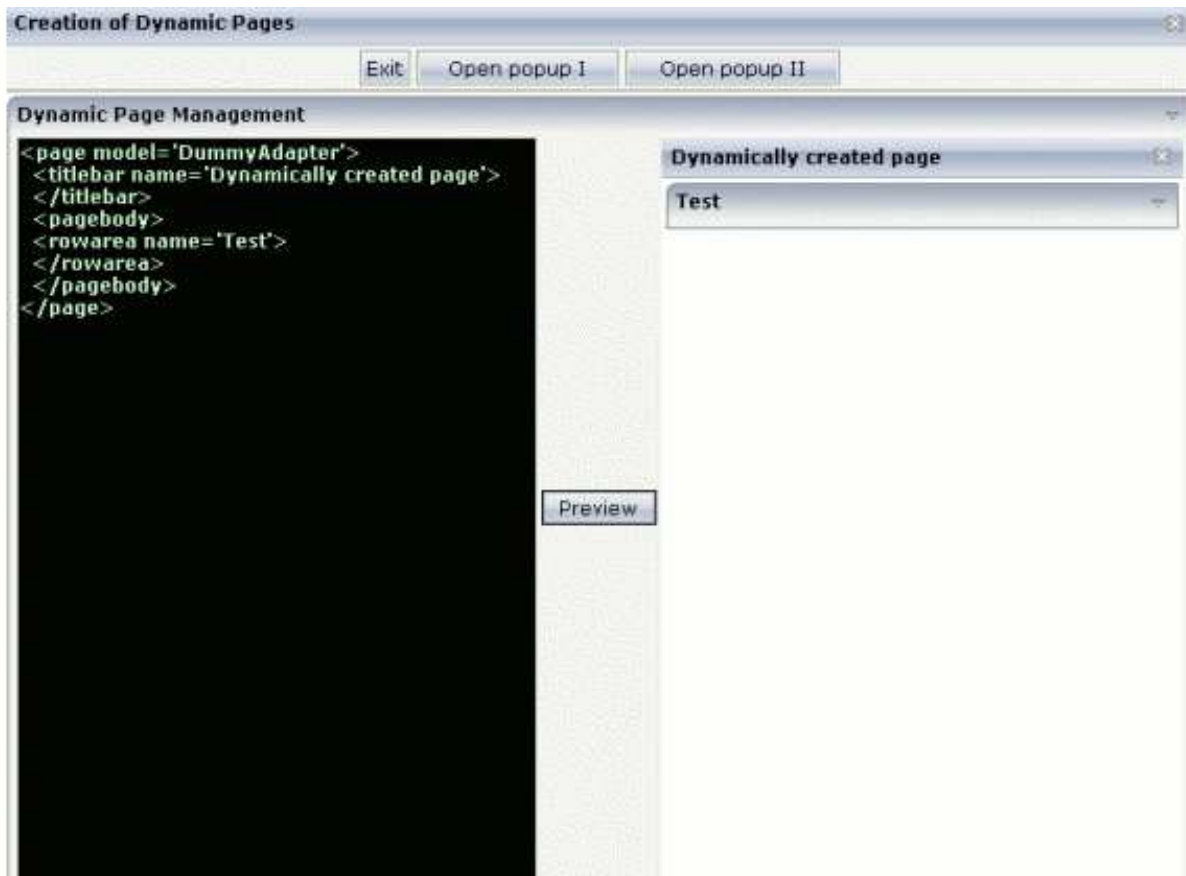 Creation of Dynamic Pages
Exit Open popup I Open popup II
Dynamic Page Management
<page model='DummyAdapter'>
<titlebar name='Dynamically created page'>
</titlebar>
<pagebody>
<rowarea name='Test'>
</rowarea>
</pagebody>
</page>
Preview
Dynamically created page
Test